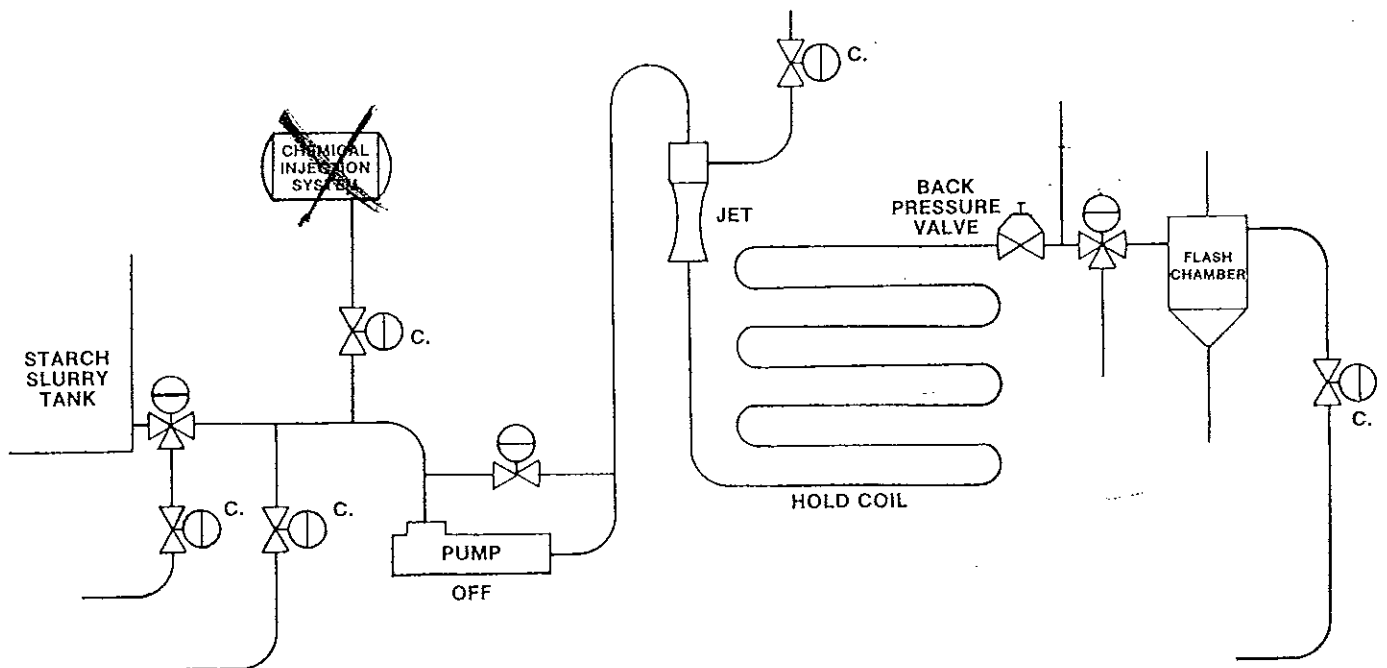 C.
CHEMICAL
INJECTION
SYSTEM
JET
BACK
PRESSURE
VALVE
FLASH
CHAMBER
C.
STARCH
SLURRY
TANK
C.
HOLD COIL
C.
C.
PUMP
OFF